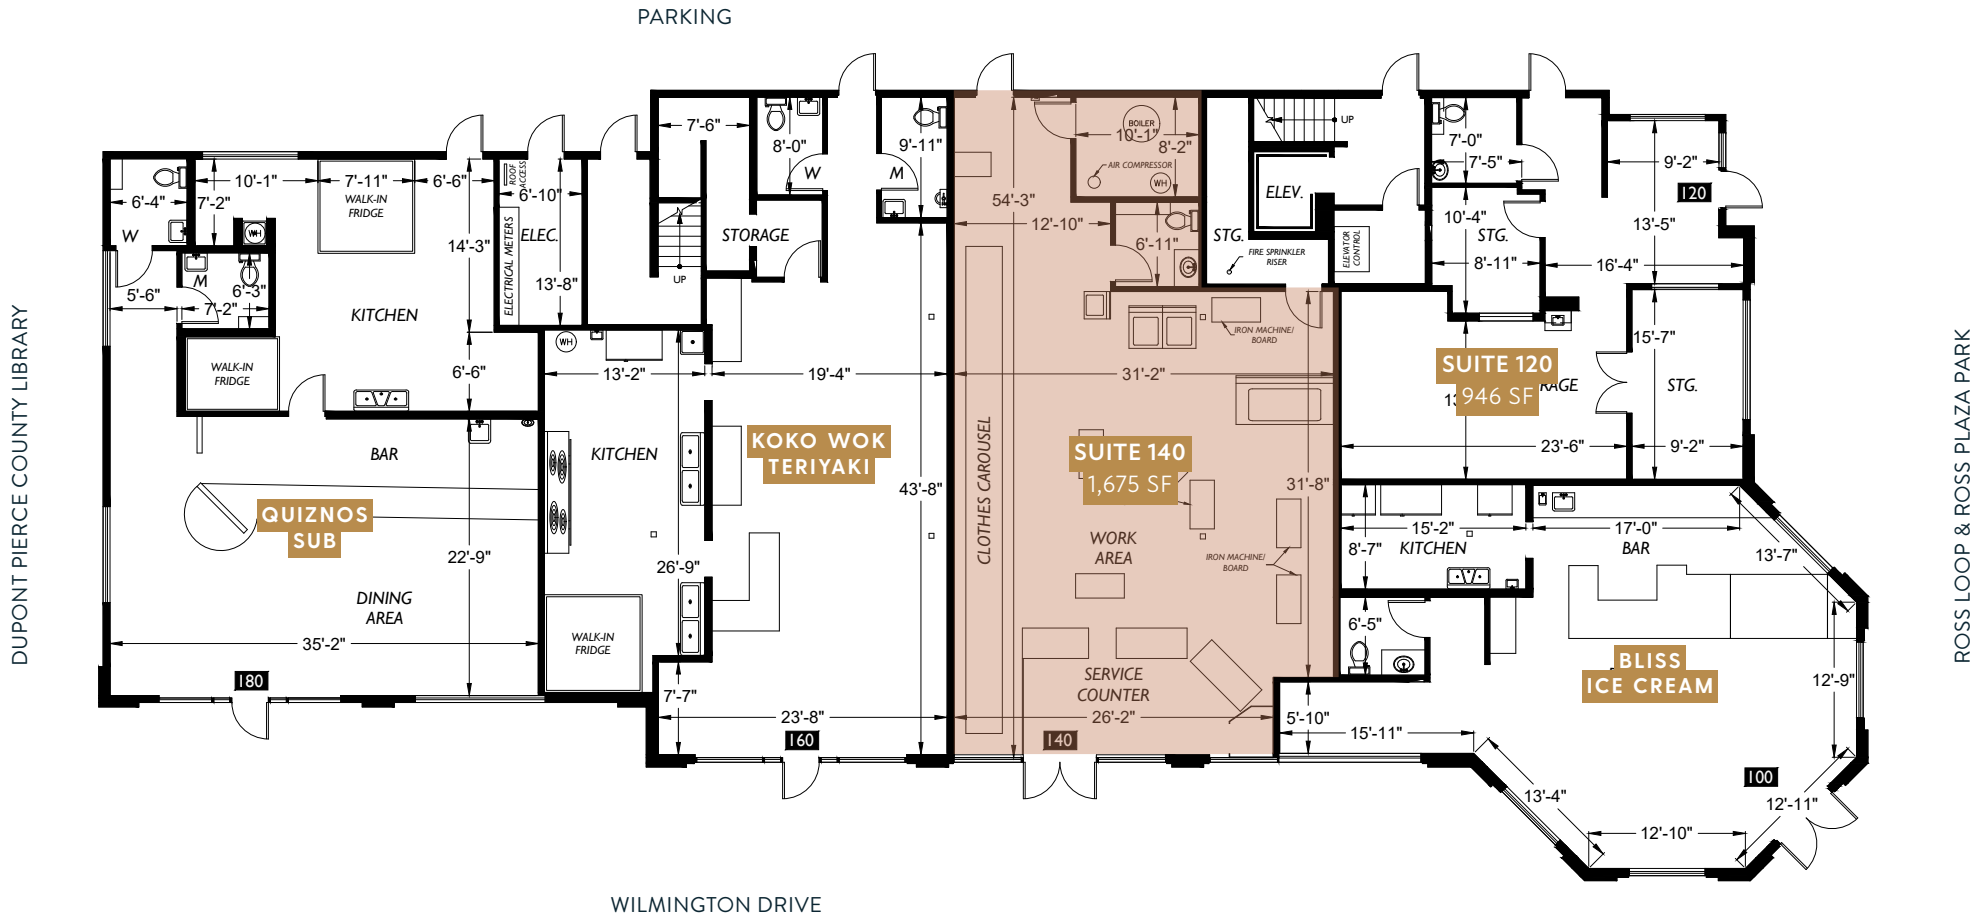 PARKING
7'-6"
8'-0"
W
9'-11"
M
BOILER
10'-1"
8'-2"
AIR COMPRESSOR
WH
54'-3"
12'-10"
6'-11"
UP
ELEV.
STG.
FIRE SPRINKLER
RISER
ELEVATOR
CONTROL
7'-0"
7'-5"
10'-4"
STG.
8'-11"
9'-2"
120
13'-5"
16'-4"
6'-4"
W
10'-1"
7'-2"
WH
7'-11"
WALK-IN
FRIDGE
6'-6"
14'-3"
ROOF
ACCESS
6'-10"
ELEC.
ELECTRICAL METERS
13'-8"
STORAGE
UP
M
5'-6"
6'-3"
7'-2"
KITCHEN
WALK-IN
FRIDGE
6'-6"
WH
13'-2"
19'-4"
31'-2"
IRON MACHINE/
BOARD
15'-7"
SUITE 120
946 SF
RAGE
STG.
23'-6"
9'-2"
BAR
KITCHEN
KOKO WOK
TERIYAKI
43'-8"
CLOTHES CAROUSEL
SUITE 140
1,675 SF
31'-8"
WORK
AREA
IRON MACHINE/
BOARD
QUIZNOS
SUB
22'-9"
26'-9"
DINING
AREA
35'-2"
180
WALK-IN
FRIDGE
7'-7"
23'-8"
160
SERVICE
COUNTER
26'-2"
140
15'-2"
8'-7"
KITCHEN
17'-0"
BAR
13'-7"
6'-5"
BLISS
ICE CREAM
12'-9"
5'-10"
15'-11"
100
13'-4"
12'-11"
12'-10"
DUPONT PIERCE COUNTY LIBRARY
ROSS LOOP & ROSS PLAZA PARK
WILMINGTON DRIVE